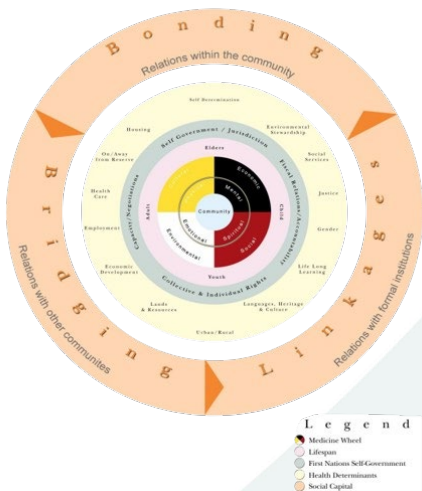 Bonding
Relations within the community
Self Determination
Housing
Environmental
Stewardship
Self Government / Jurisdiction
On/Away
from Reserve
Social
Services
Elders
Economic
Fiscal Relations/Accountability
Mental
Health
Care
Justice
Capacity/Negotiations
Adults
Community
Child
Employment
Gender
Emotional
Spiritual
Environmental
Social
Economic
Development
Life Long
Learning
Youth
Collective & Individual Rights
Lands
& Resources
Languages, Heritage
& Culture
Urban/Rural
Bridging
Relations with other communites
Linkages
Relations with formal institutions
Legend
Medicine Wheel
Lifespan
First Nations Self-Government
Health Determinants
Social Capital